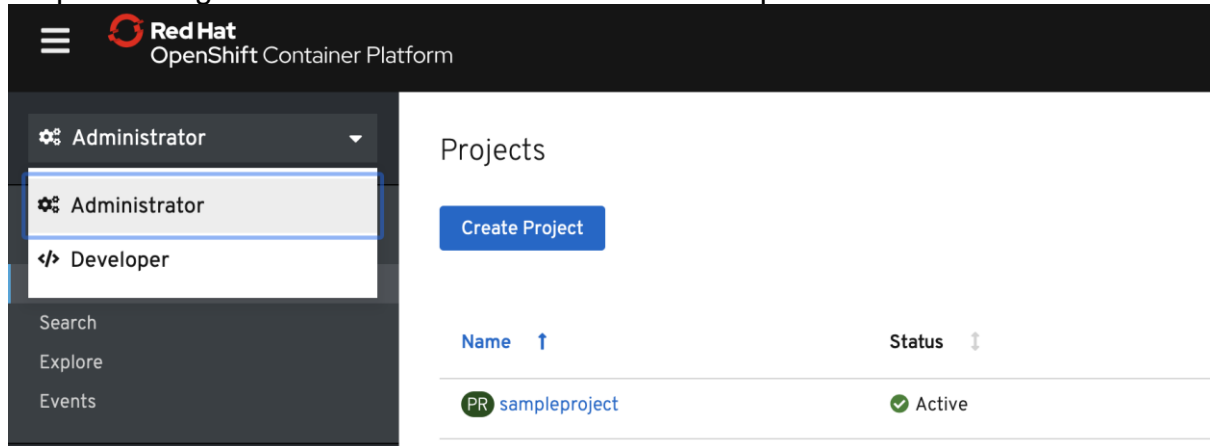 Red Hat
OpenShift Container Platform
Administrator
Administrator
Developer
Search
Explore
Events
Projects
Create Project
Name
Status
PR sampleproject
Active